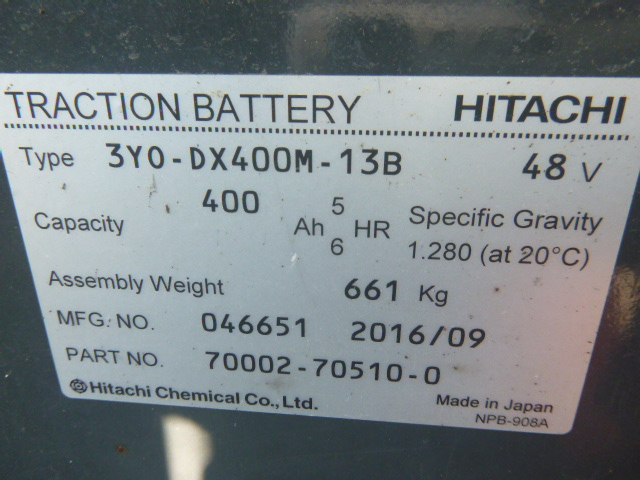 TRACTION BATTERY HITACHI
Type 3Y0-DX400M-13B 48 V
Capacity 400 Ah 5 HR Specific Gravity
6 1.280 (at 20°C)
Assembly Weight 661 Kg
MFG. NO. 046651 2016/09
PART NO. 70002-70510-0
Hitachi Chemical Co., Ltd. Made in Japan
NPB-908A